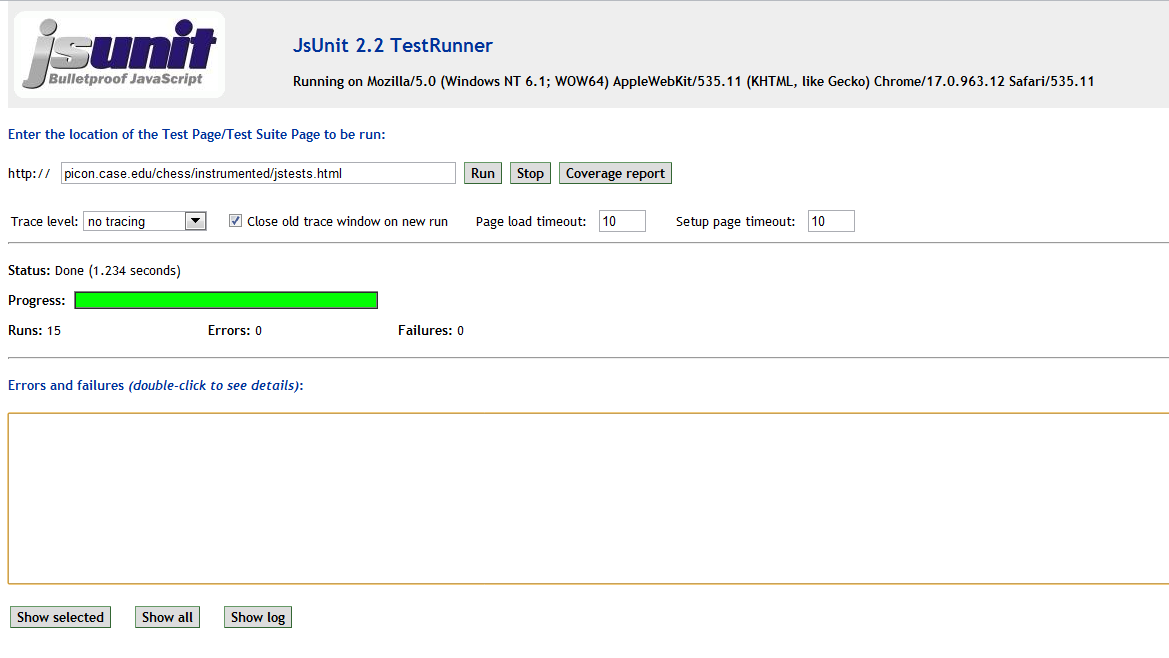 jsunit
Bulletproof JavaScript
JsUnit 2.2 TestRunner
Running on Mozilla/5.0 (Windows NT 6.1; WOW64) AppleWebKit/535.11 (KHTML, like Gecko) Chrome/17.0.963.12 Safari/535.11
Enter the location of the Test Page/Test Suite Page to be run:
http:// picon.case.edu/chess/instrumented/jstests.html Run Stop Coverage report
Trace level: no tracing Close old trace window on new run Page load timeout: 10 Setup page timeout: 10
Status: Done (1.234 seconds)
Progress:
Runs: 15 Errors: 0 Failures: 0
Errors and failures (double-click to see details):
Show selected Show all Show log